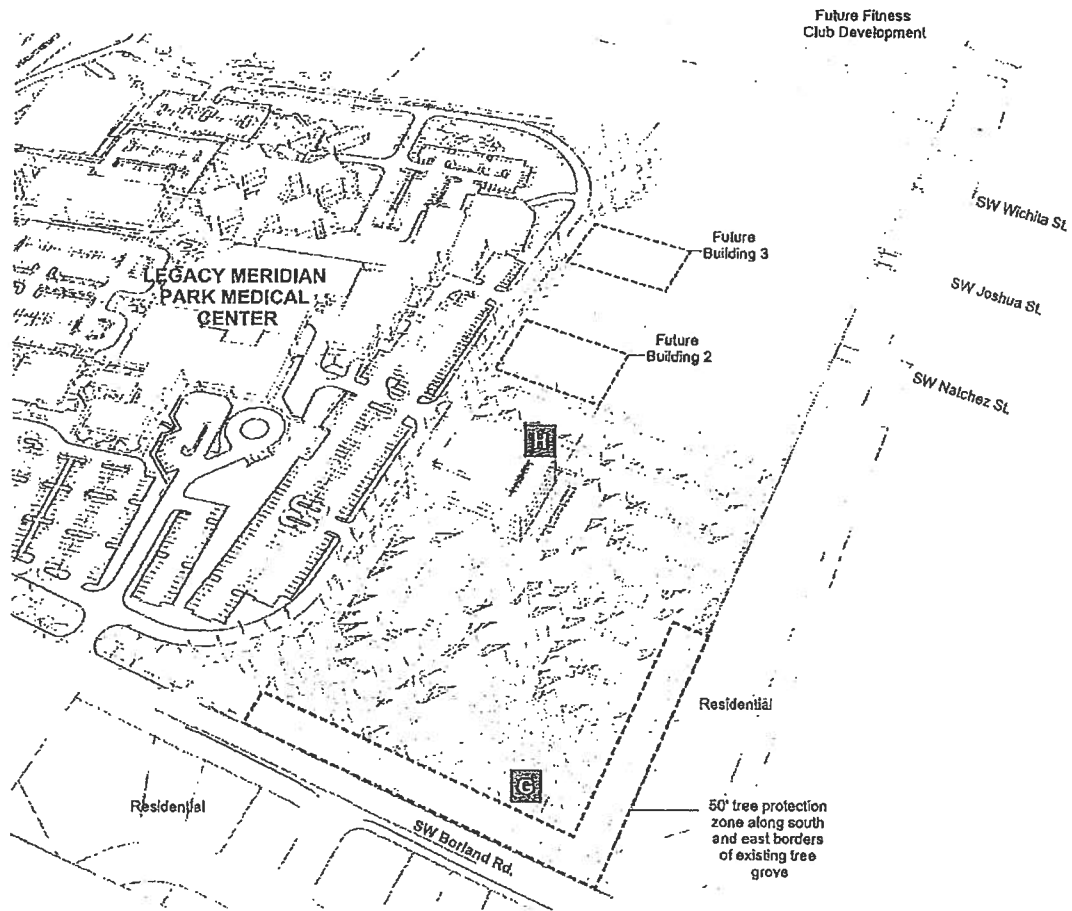 Future Fitness
Club Development
SW Wichita St.
Future
Building 3
LEGACY MERIDIAN
PARK MEDICAL
CENTER
SW Joshua St.
Future
Building 2
SW Natchez St.
H
Residential
G
50' tree protection
zone along south
and east borders
of existing tree
grove
Residential
SW Borland Rd.